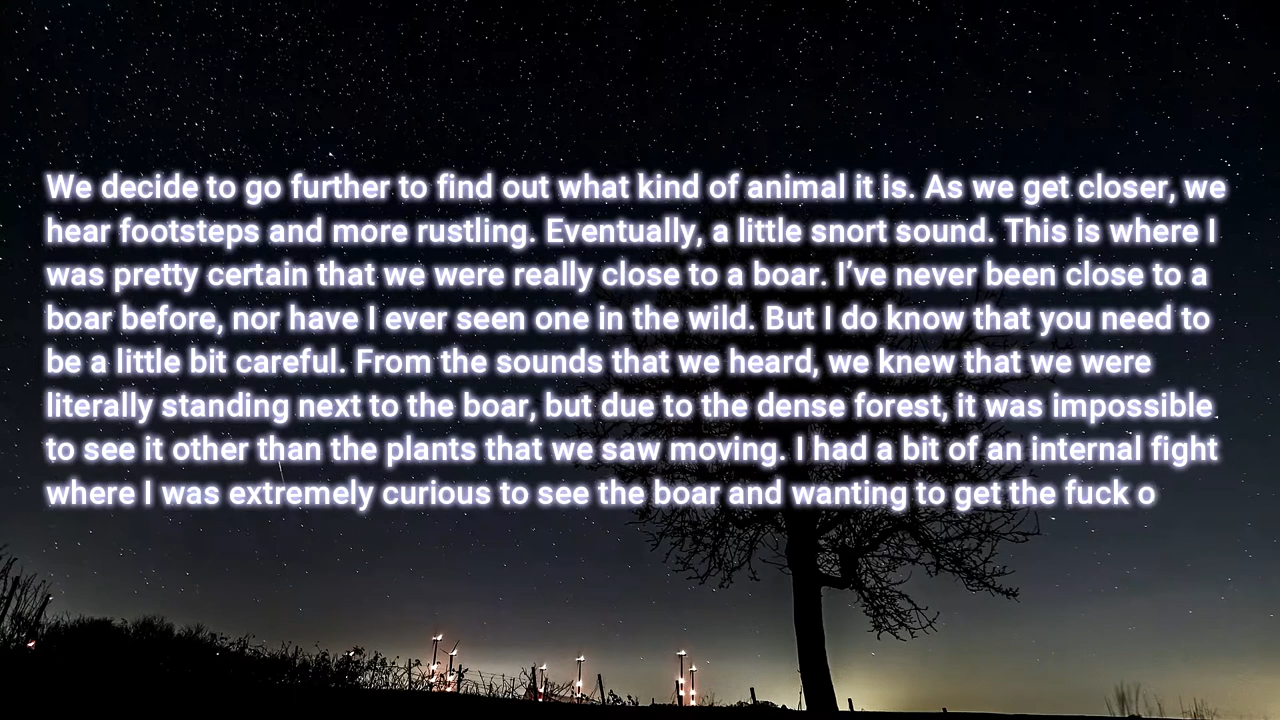 We decide to go further to find out what kind of animal it is. As we get closer, we
hear footsteps and more rustling. Eventually, a little snort sound. This is where I
was pretty certain that we were really close to a boar. I’ve never been close to a
boar before, nor have I ever seen one in the wild. But I do know that you need to
be a little bit careful. From the sounds that we heard, we knew that we were
literally standing next to the boar, but due to the dense forest, it was impossible
to see it other than the plants that we saw moving. I had a bit of an internal fight
where I was extremely curious to see the boar and wanting to get the fuck o